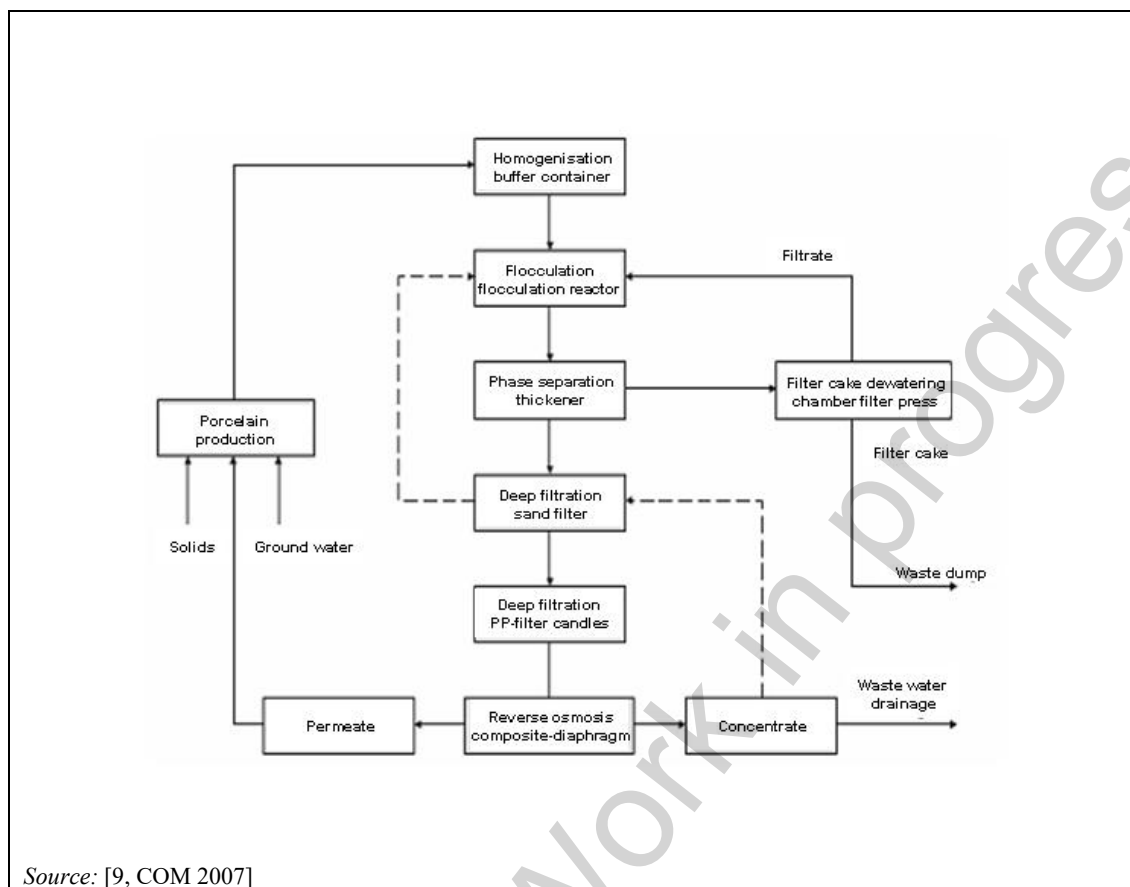 Homogenisation
buffer container
Flocculation
flocculation reactor
Filtrate
Phase separation
thickener
Filter cake dewatering
chamber filter press
Porcelain
production
Filter cake
Deep filtration
sand filter
Solids
Ground water
Waste dump
Deep filtration
PP-filter candles
Waste water
drainage
Permeate
Reverse osmosis
composite-diaphragm
Concentrate
Source: [9, COM 2007]
Work in progres